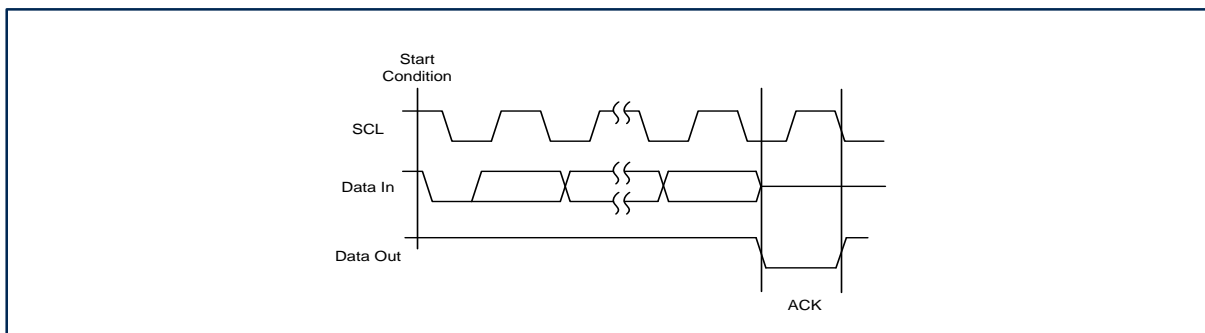 Start
Condition
SCL
Data In
Data Out
ACK